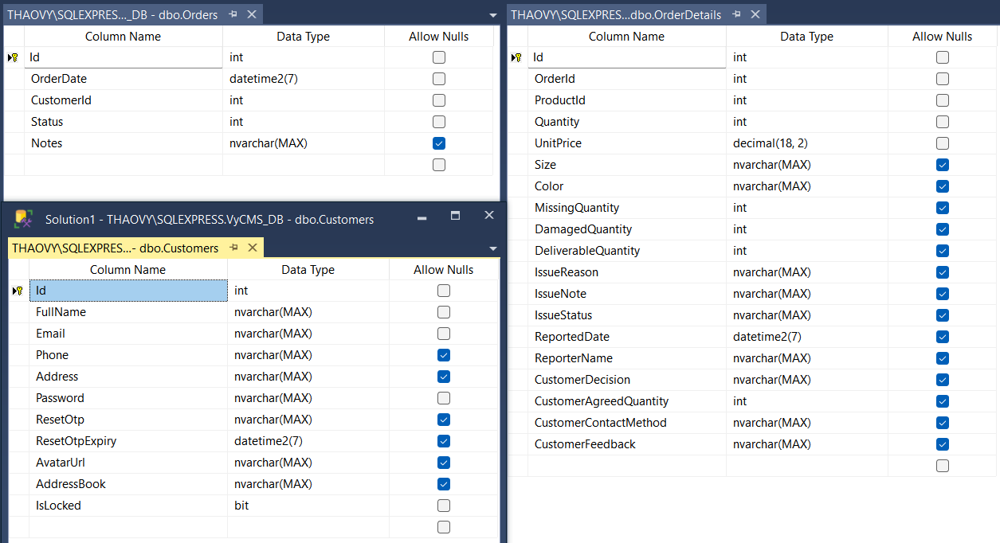 THAOVY\SQLEXPRES..._DB - dbo.Orders
Column Name Data Type Allow Nulls
Id int
OrderDate datetime2(7)
CustomerId int
Status int
Notes nvarchar(MAX)
Solution1 - THAOVY\SQLEXPRESS.VyCMS_DB - dbo.Customers
THAOVY\SQLEXPRES...- dbo.Customers
Column Name Data Type Allow Nulls
Id int
FullName nvarchar(MAX)
Email nvarchar(MAX)
Phone nvarchar(MAX)
Address nvarchar(MAX)
Password nvarchar(MAX)
ResetOtp nvarchar(MAX)
ResetOtpExpiry datetime2(7)
AvatarUrl nvarchar(MAX)
AddressBook nvarchar(MAX)
IsLocked bit
THAOVY\SQLEXPRES...dbo.OrderDetails
Column Name Data Type Allow Nulls
Id int
OrderId int
ProductId int
Quantity int
UnitPrice decimal(18, 2)
Size nvarchar(MAX)
Color nvarchar(MAX)
MissingQuantity int
DamagedQuantity int
DeliverableQuantity int
IssueReason nvarchar(MAX)
IssueNote nvarchar(MAX)
IssueStatus nvarchar(MAX)
ReportedDate datetime2(7)
ReporterName nvarchar(MAX)
CustomerDecision nvarchar(MAX)
CustomerAgreedQuantity int
CustomerContactMethod nvarchar(MAX)
CustomerFeedback nvarchar(MAX)